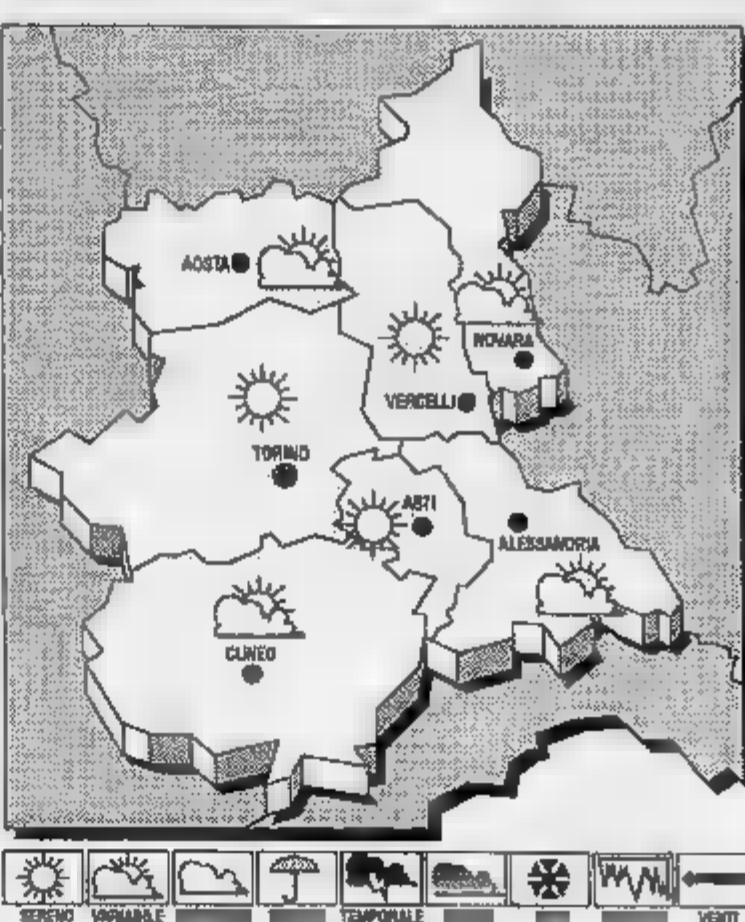 AOSTA
NOVARA
VERCELLI
TORINO
ASTI
ALESSANDRIA
CUNEO
SERENO VARIABILE TEMPORALE VENTI